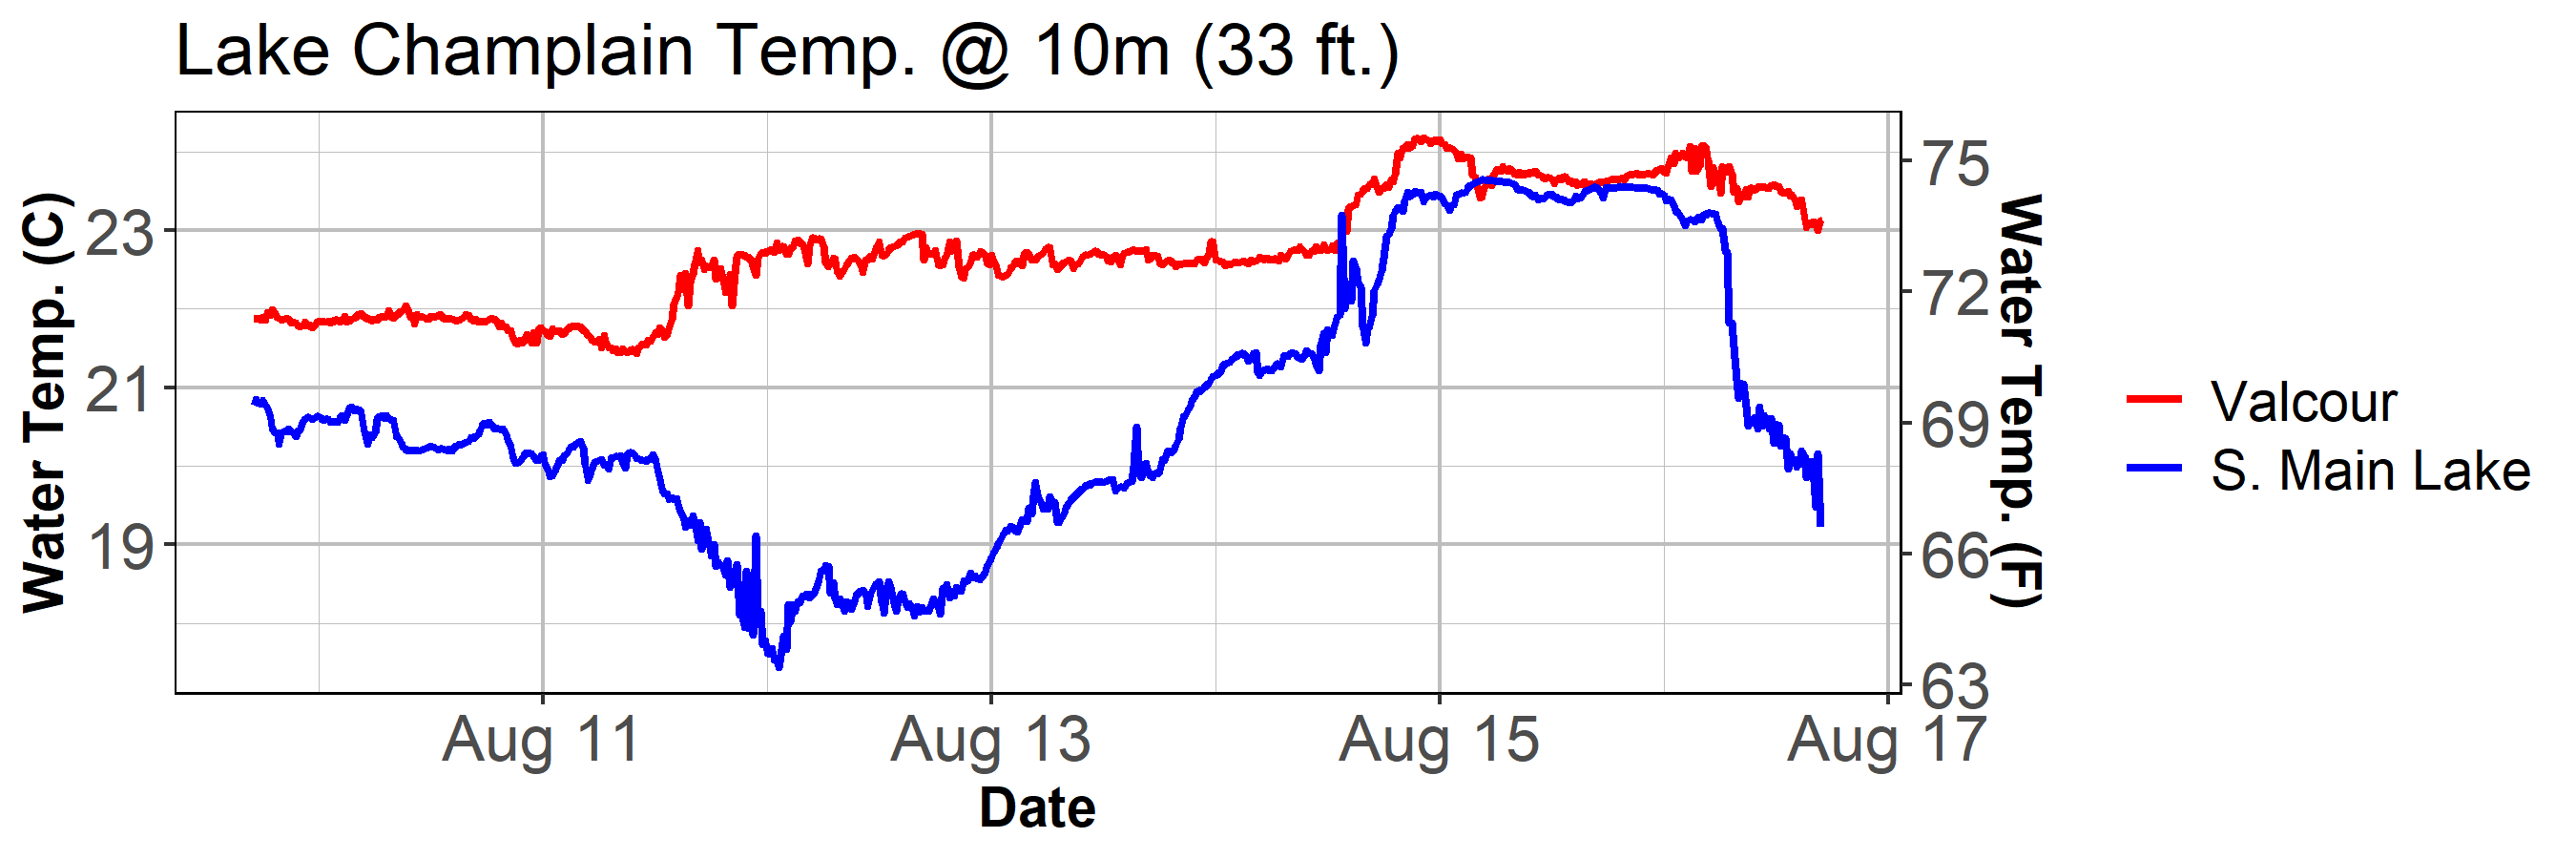 Lake Champlain Temp. @ 10m (33 ft.)
Water Temp. (C)
23
21
19
75
72
69
66
63
Water Temp. (F)
Aug 11
Aug 13
Aug 15
Aug 17
Date
Valcour
S. Main Lake